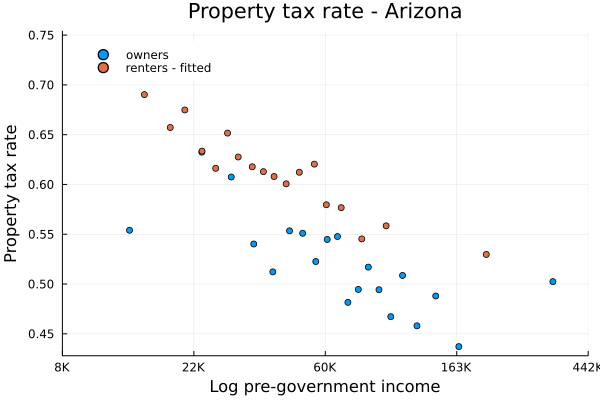 Property tax rate - Arizona
0.75
0.70
0.65
0.60
0.55
0.50
0.45
Property tax rate
owners
renters - fitted
8K 22K 60K 163K 442K
Log pre-government income